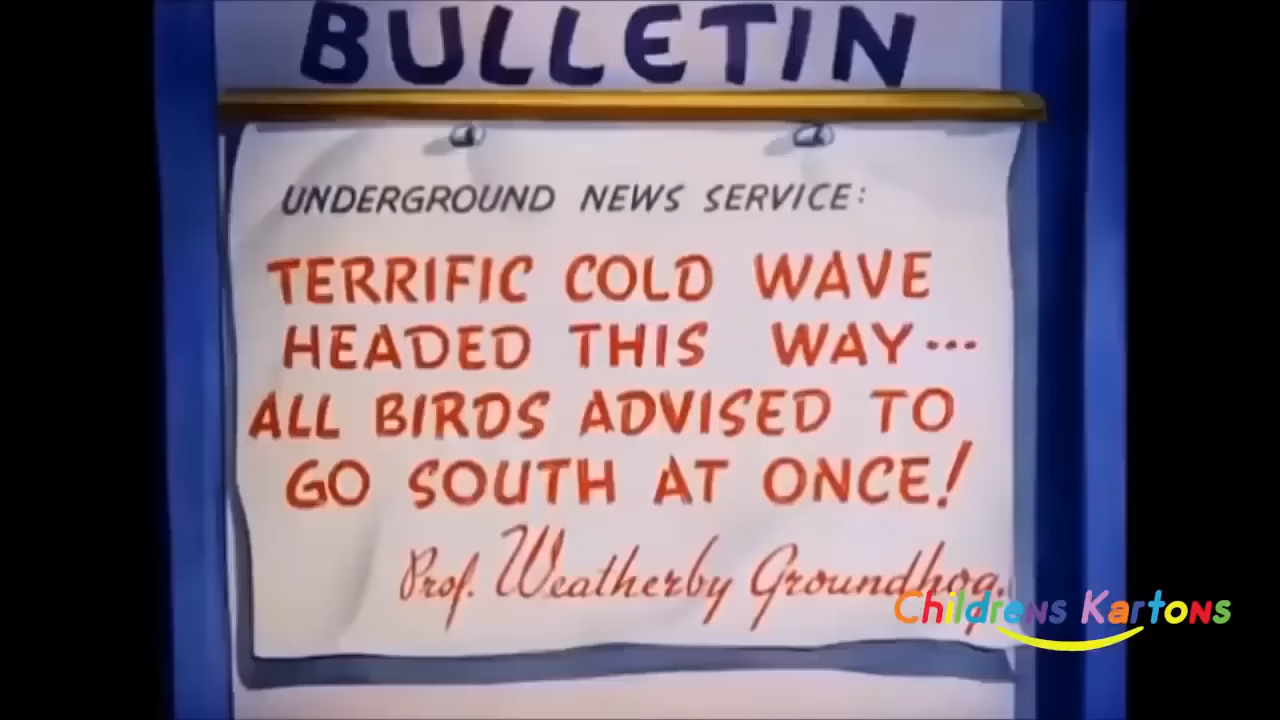 BULLETIN
UNDERGROUND NEWS SERVICE:
TERRIFIC COLD WAVE
HEADED THIS WAY...
ALL BIRDS ADVISED TO
GO SOUTH AT ONCE!
Prof. Weatherby Groundhog.
Childrens Kartons